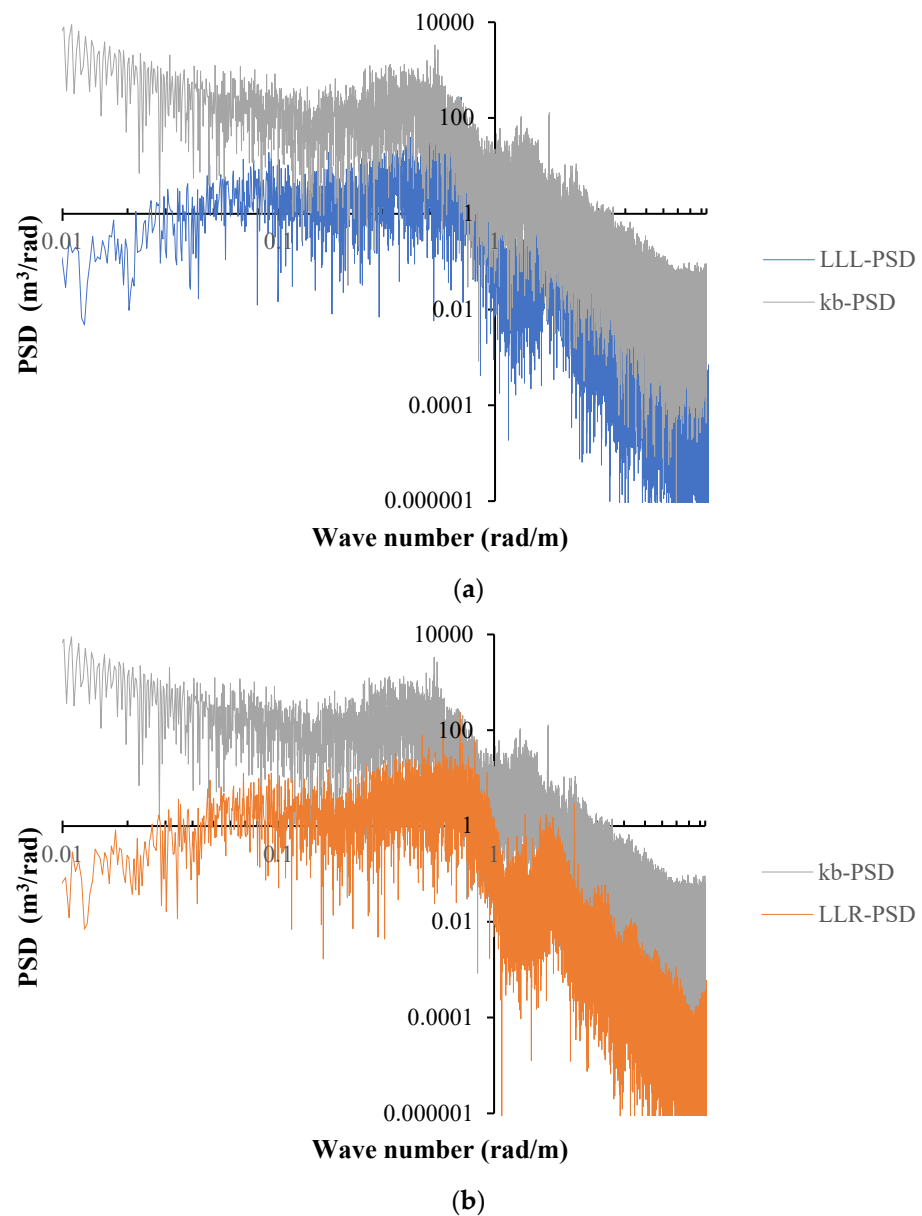 10000
100
1
0.01
0.1
1
0.01
0.0001
0.000001
PSD (m³/rad)
Wave number (rad/m)
LLL-PSD
kb-PSD
(a)
10000
100
1
0.01
0.1
1
0.01
0.0001
0.000001
PSD (m³/rad)
Wave number (rad/m)
kb-PSD
LLR-PSD
(b)